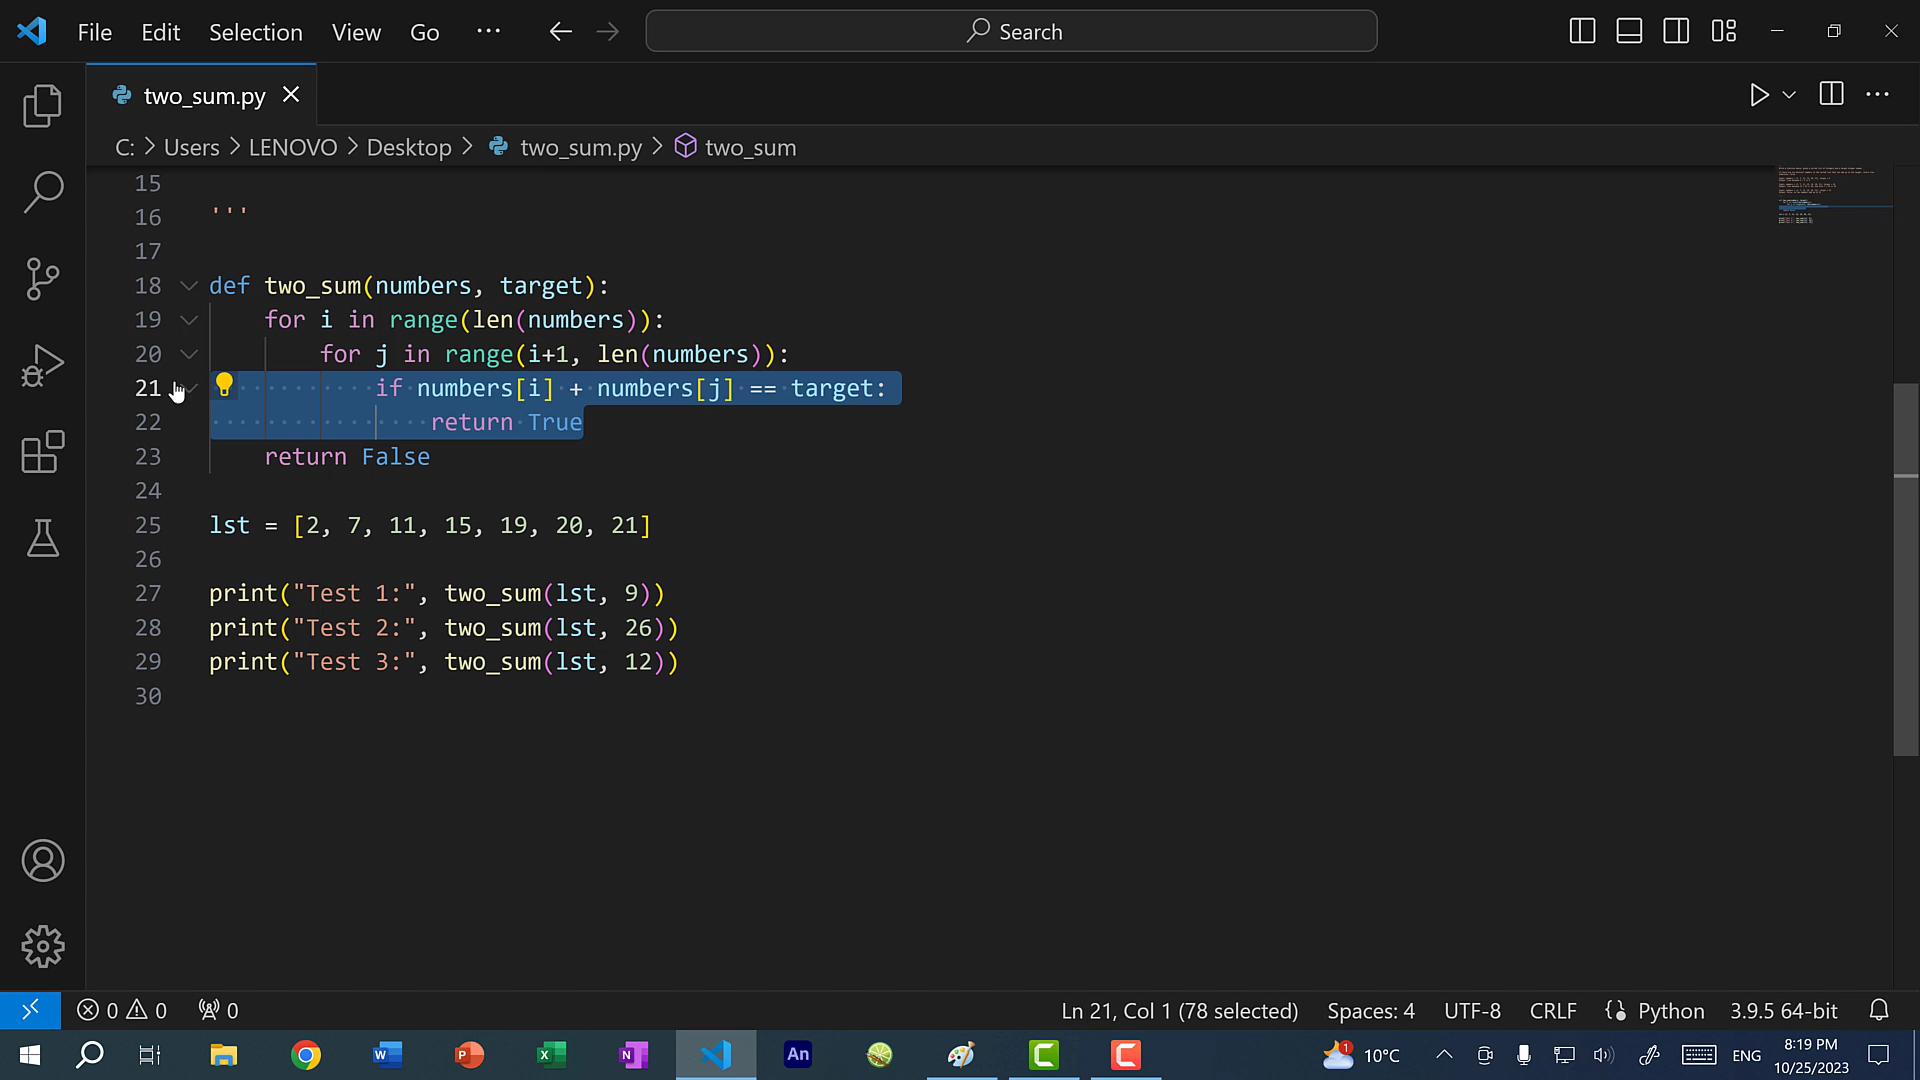 File Edit Selection View Go ··· Search
two_sum.py
C: > Users > LENOVO > Desktop > two_sum.py > two_sum
15
16 '''
17
18 def two_sum(numbers, target):
19 for i in range(len(numbers)):
20 for j in range(i+1, len(numbers)):
21 if numbers[i] + numbers[j] == target:
22 return True
23 return False
24
25 lst = [2, 7, 11, 15, 19, 20, 21]
26
27 print("Test 1:", two_sum(lst, 9))
28 print("Test 2:", two_sum(lst, 26))
29 print("Test 3:", two_sum(lst, 12))
30
0 0 0 Ln 21, Col 1 (78 selected) Spaces: 4 UTF-8 CRLF Python 3.9.5 64-bit
W P X N An C C 1 10°C ENG 8:19 PM
10/25/2023